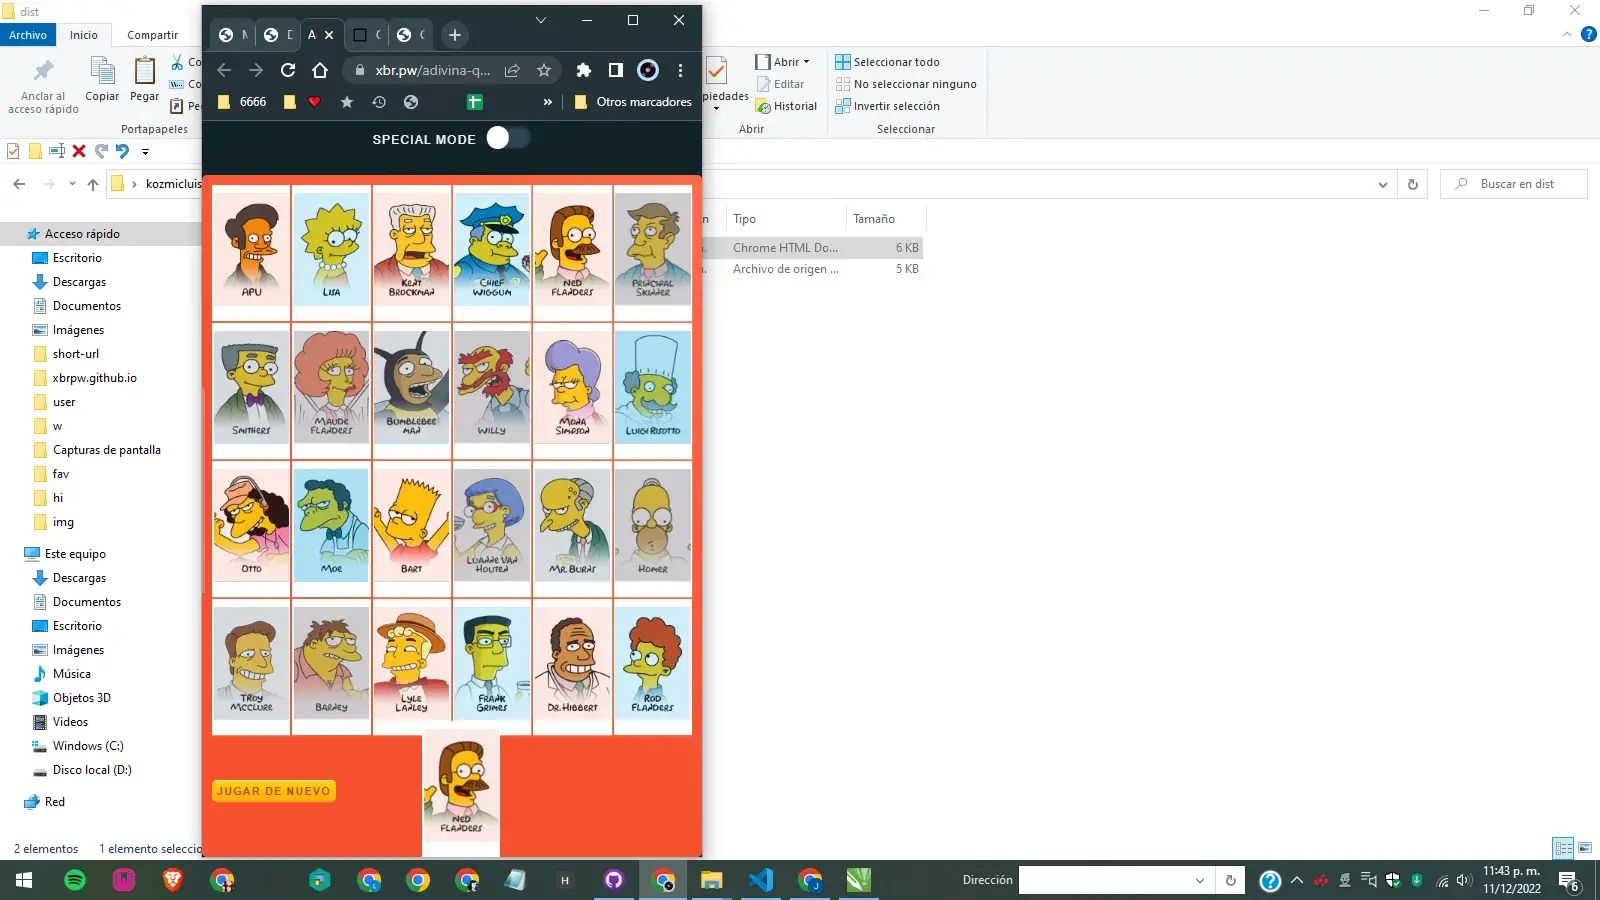 dist
Archivo
Inicio
Compartir
Anclar al
acceso rápido
Copiar
Pegar
Portapapeles
xbr.pw/adivina-q...
6666
Otros marcadores
piedades
Abrir
Editar
Historial
Abrir
Seleccionar todo
No seleccionar ninguno
Invertir selección
Seleccionar
SPECIAL MODE
kozmicluis
Buscar en dist
Tipo
Tamaño
Chrome HTML Do...
6 KB
Archivo de origen ...
5 KB
Acceso rápido
Escritorio
Descargas
Documentos
Imágenes
short-url
xbrpw.github.io
user
w
Capturas de pantalla
fav
hi
img
Este equipo
Descargas
Documentos
Escritorio
Imágenes
Música
Objetos 3D
Videos
Windows (C:)
Disco local (D:)
Red
2 elementos
1 elemento seleccio
APU
LISA
KENT
BROCKMAN
CHIEF
WIGGUM
NED
FLANDERS
PRINCIPAL
SKINNER
SMITHERS
MAUDE
FLANDERS
BUMBLEBEE
MAN
WILLY
MONA
SIMPSON
LUIGI RISOTTO
OTTO
MOE
BART
LUANNE VAN
HOUTEN
MR. BURNS
HOMER
TROY
MCCLURE
BARNEY
LYLE
LANLEY
FRANK
GRIMES
DR. HIBBERT
ROD
FLANDERS
JUGAR DE NUEVO
NED
FLANDERS
Dirección
11:43 p. m.
11/12/2022
6